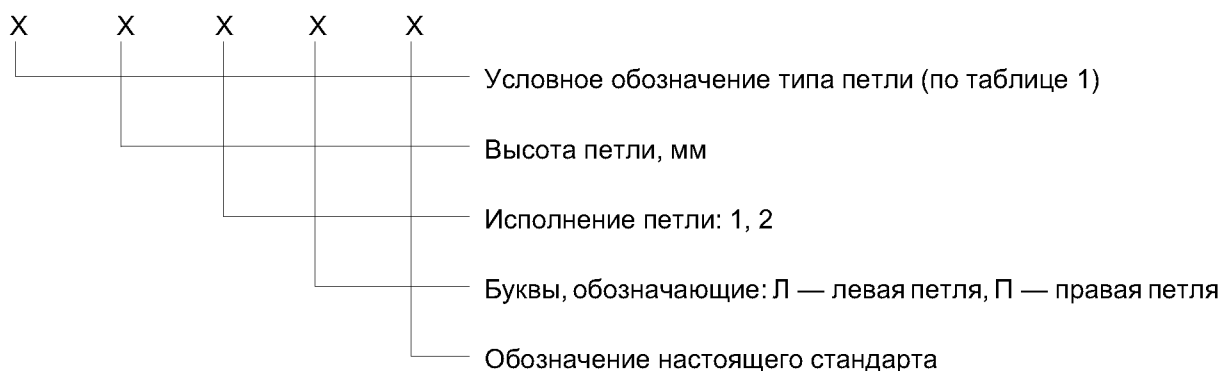 X X X X X
Условное обозначение типа петли (по таблице 1)
Высота петли, мм
Исполнение петли: 1, 2
Буквы, обозначающие: Л — левая петля, П — правая петля
Обозначение настоящего стандарта